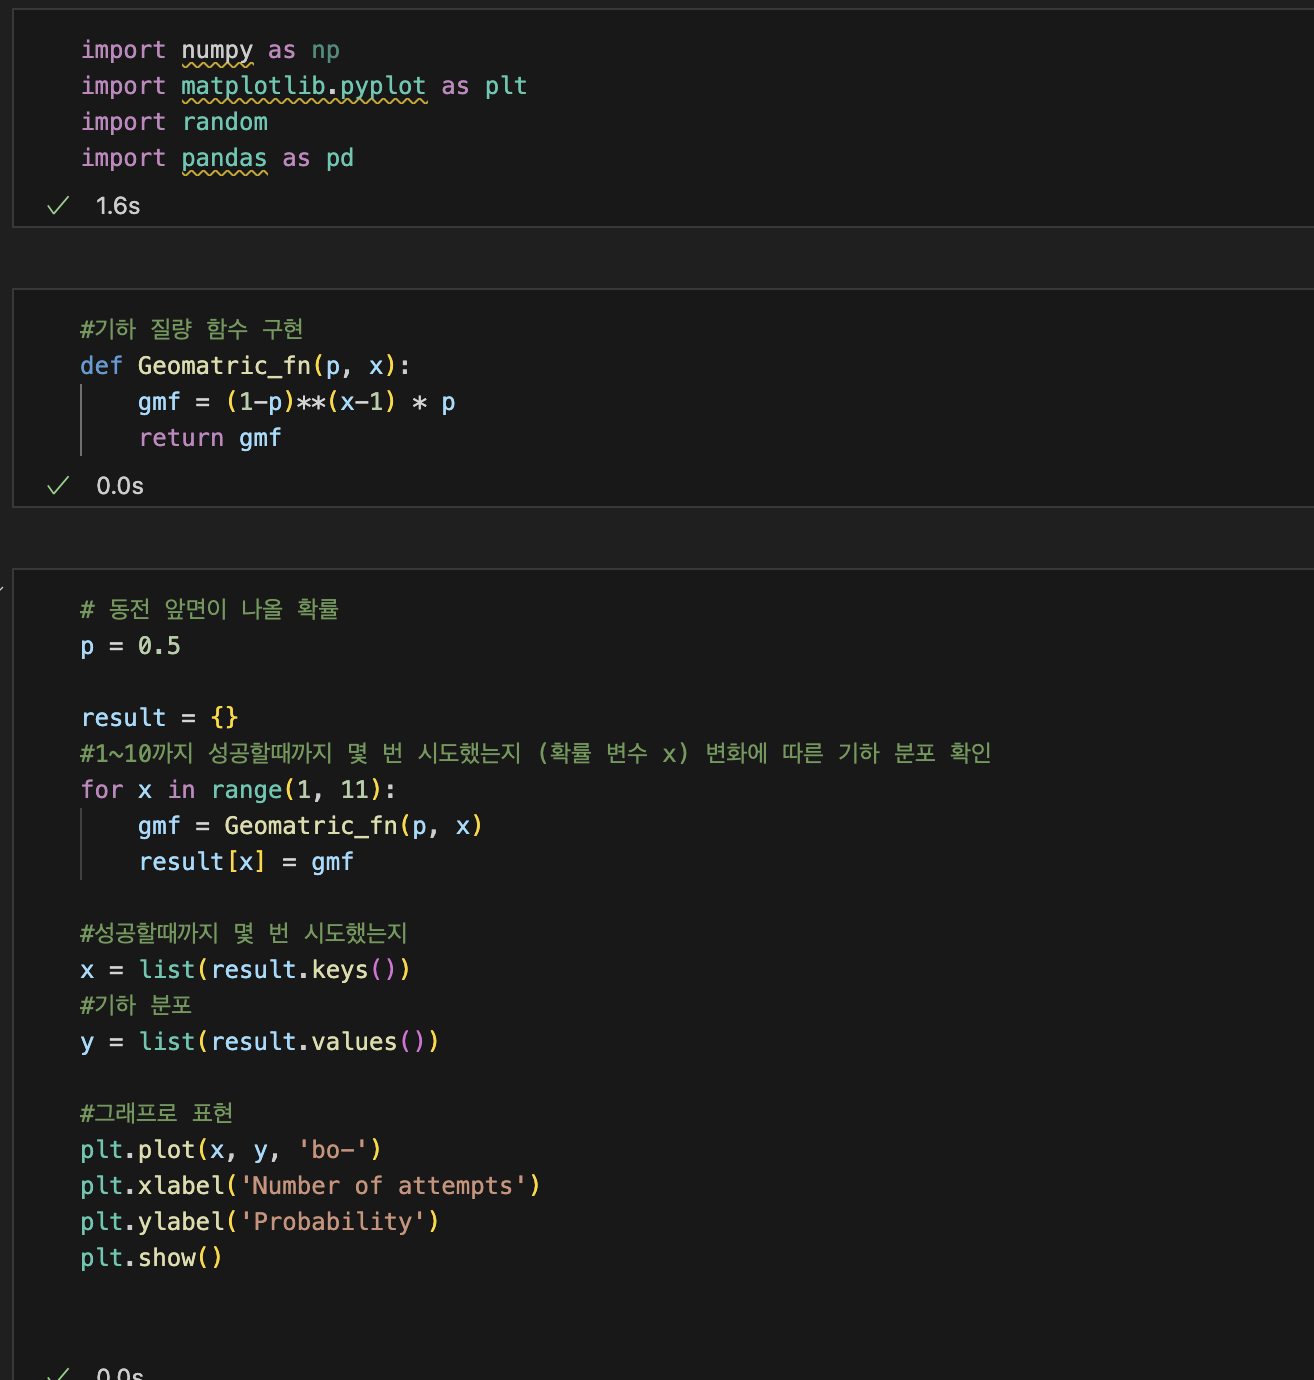 import numpy as np
import matplotlib.pyplot as plt
import random
import pandas as pd
1.6s
#기하 질량 함수 구현
def Geomatric_fn(p, x):
    gmf = (1-p)**(x-1) * p
    return gmf
0.0s
# 동전 앞면이 나올 확률
p = 0.5
result = {}
#1~10까지 성공할때까지 몇 번 시도했는지 (확률 변수 x) 변화에 따른 기하 분포 확인
for x in range(1, 11):
    gmf = Geomatric_fn(p, x)
    result[x] = gmf
#성공할때까지 몇 번 시도했는지
x = list(result.keys())
#기하 분포
y = list(result.values())
#그래프로 표현
plt.plot(x, y, 'bo-')
plt.xlabel('Number of attempts')
plt.ylabel('Probability')
plt.show()
0.0s